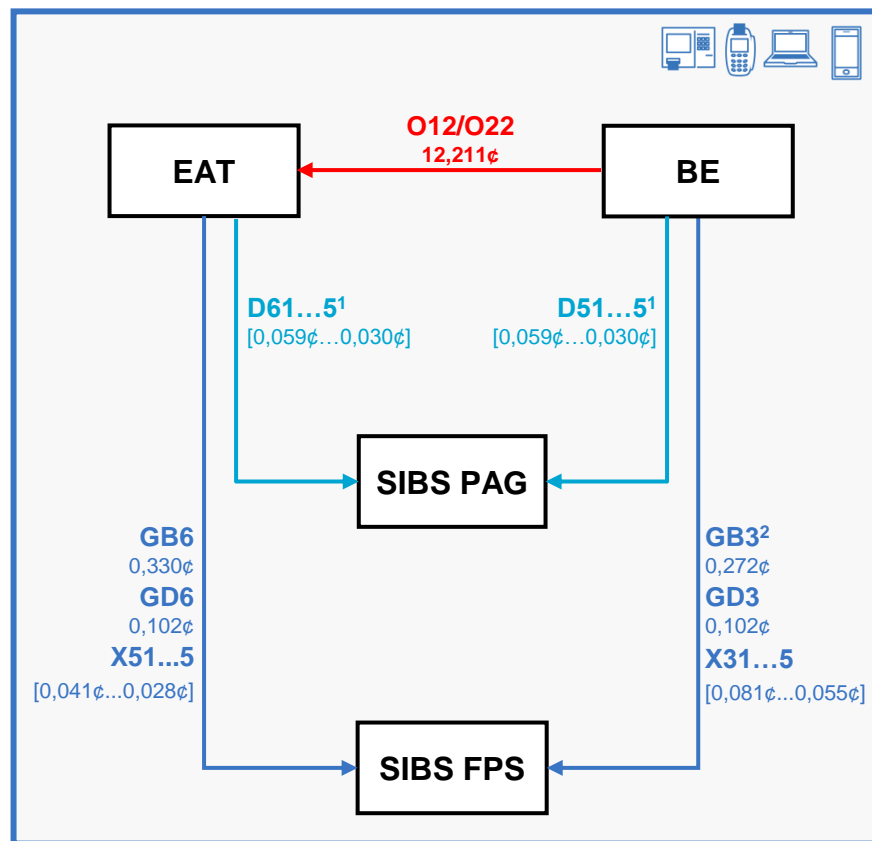 O12/O22
12,211¢
EAT
BE
D61…5¹
[0,059¢…0,030¢]
D51…5¹
[0,059¢…0,030¢]
SIBS PAG
GB6
0,330¢
GD6
0,102¢
X51...5
[0,041¢...0,028¢]
GB3²
0,272¢
GD3
0,102¢
X31…5
[0,081¢...0,055¢]
SIBS FPS